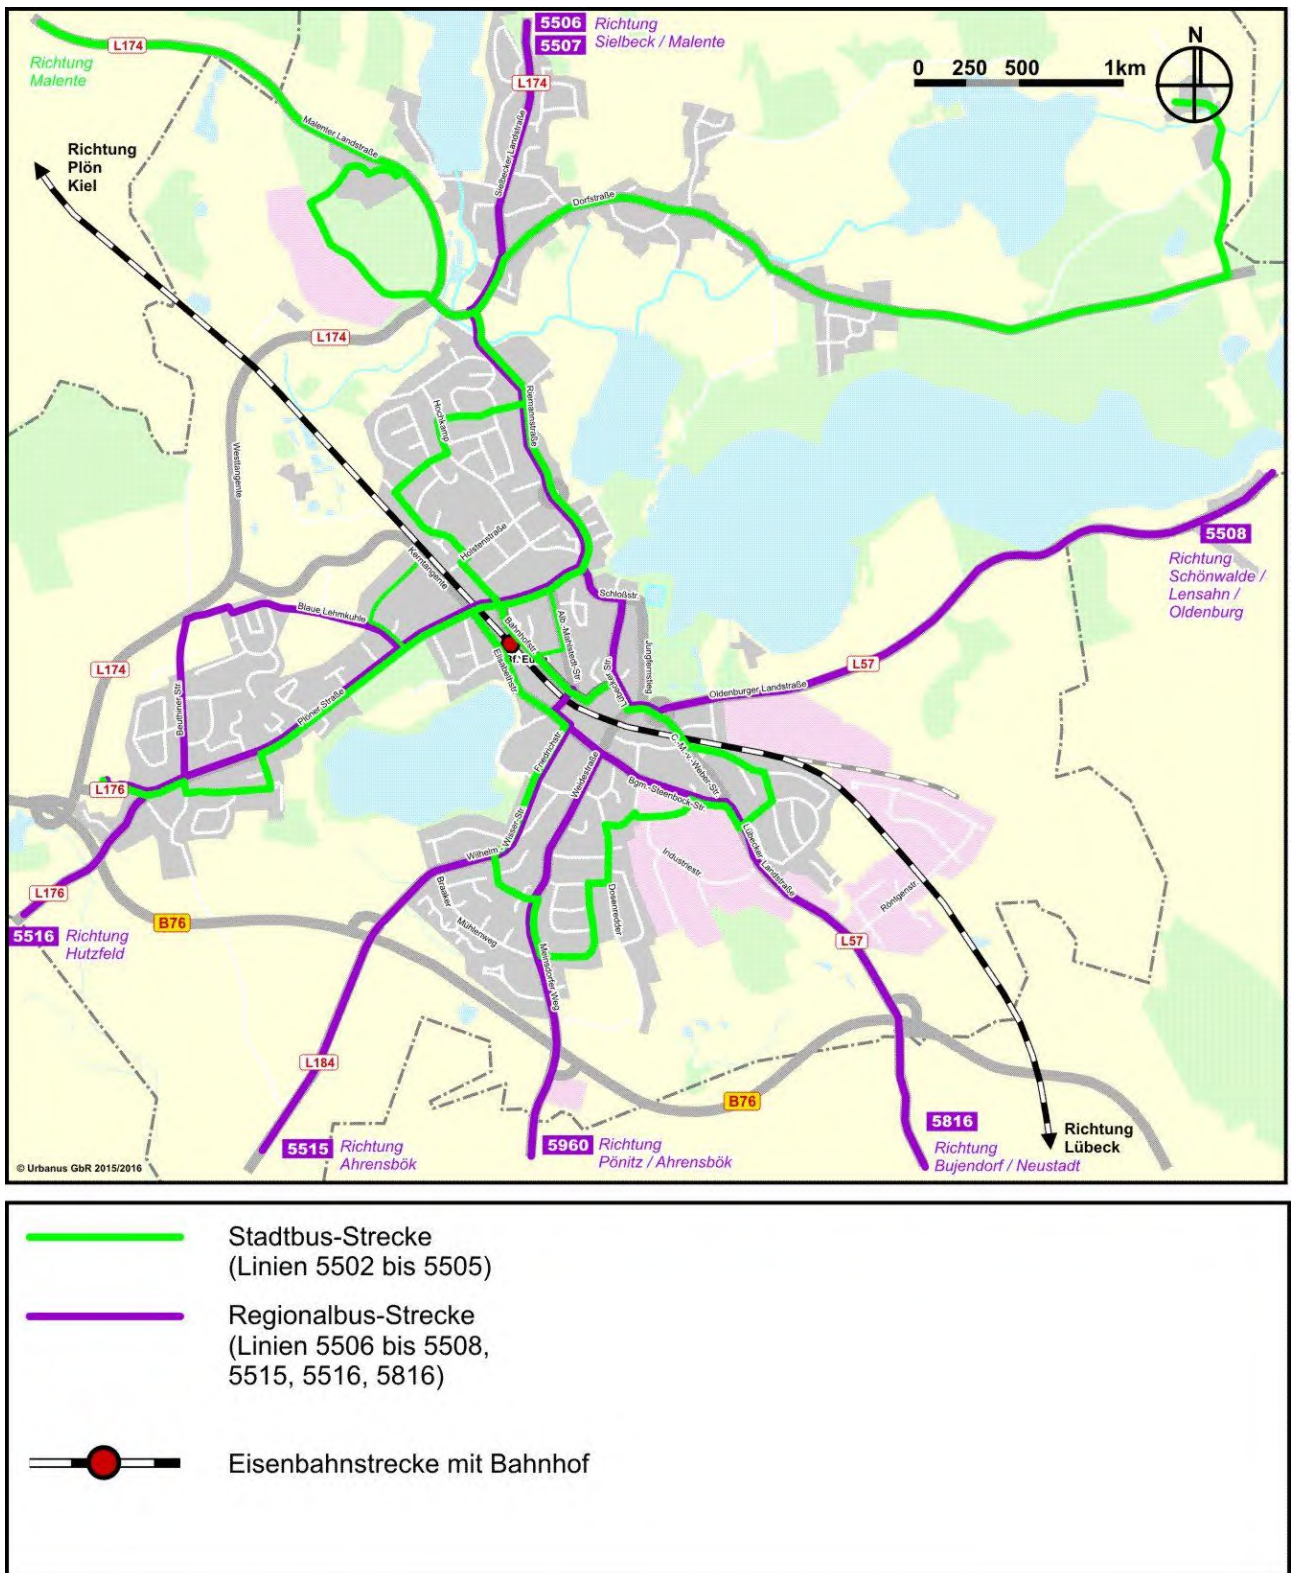 5506
5507
Richtung
Sielbeck / Malente
N
L174
Richtung
Malente
L174
0 250 500 1km
Malenter Landstraße
Richtung
Plön
Kiel
Sielbecker Landstraße
Dorfstraße
L174
Hochkamp
Riemannstraße
Westtangente
Holstenstraße
Kerntangente
5508
Richtung
Schönwalde /
Lensahn /
Oldenburg
Blaue Lehmkuhle
Schloßstr.
Bahnhofstr.
Alb.-Mahlstedt-Str.
Jungfernstieg
Elisabethstr.
L174
Beuthiner Str.
Plöner Straße
Lübecker Str.
L57
Oldenburger Landstraße
Friedrichstr.
C.-M.-v.-Weber-Str.
Weidestraße
Bgm.-Steenbock-Str.
L176
Wilhelm - Wisser-Str.
Lübecker Landstraße
Industriestr.
Röntgenstr.
Braaker
Mühlenweg
Dosenredder
L176
B76
5516
Richtung
Hutzfeld
Meinsdorfer Weg
L57
L184
B76
5515
Richtung
Ahrensbök
5960
Richtung
Pönitz / Ahrensbök
5816
Richtung
Bujendorf / Neustadt
Richtung
Lübeck
© Urbanus GbR 2015/2016
Stadtbus-Strecke
(Linien 5502 bis 5505)
Regionalbus-Strecke
(Linien 5506 bis 5508,
5515, 5516, 5816)
Eisenbahnstrecke mit Bahnhof